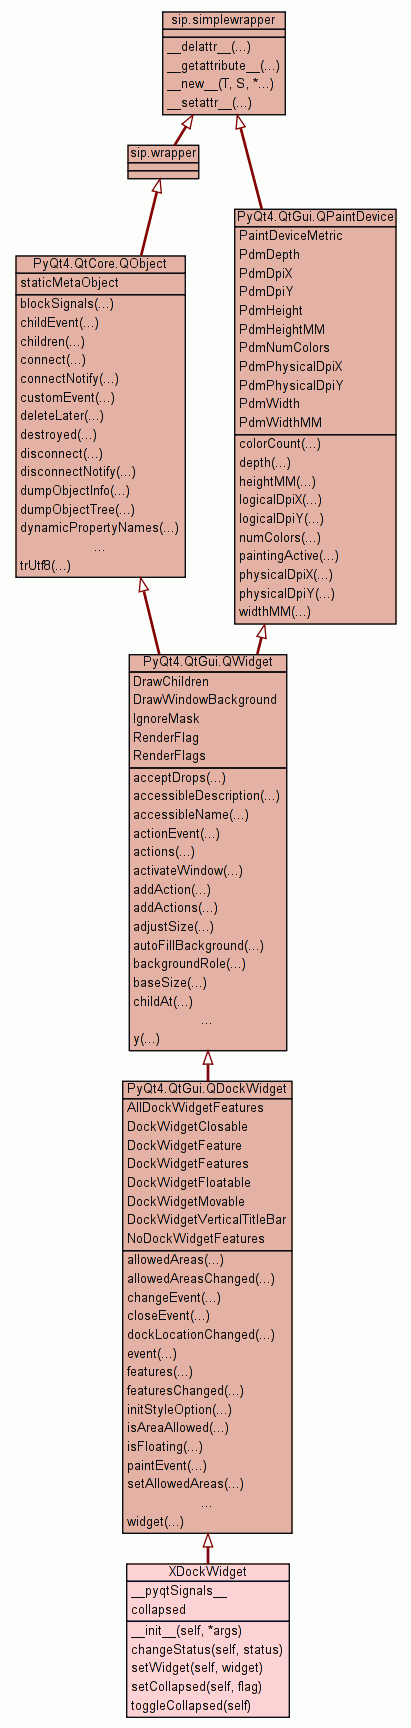 sip.simplewrapper
__delattr__(...)
__getattribute__(...)
__new__(T, S, *...)
__setattr__(...)
sip.wrapper
PyQt4.QtGui.QPaintDevice
PaintDeviceMetric
PdmDepth
PdmDpiX
PdmDpiY
PdmHeight
PdmHeightMM
PdmNumColors
PdmPhysicalDpiX
PdmPhysicalDpiY
PdmWidth
PdmWidthMM
colorCount(...)
depth(...)
heightMM(...)
logicalDpiX(...)
logicalDpiY(...)
numColors(...)
paintingActive(...)
physicalDpiX(...)
physicalDpiY(...)
widthMM(...)
PyQt4.QtCore.QObject
staticMetaObject
blockSignals(...)
childEvent(...)
children(...)
connect(...)
connectNotify(...)
customEvent(...)
deleteLater(...)
destroyed(...)
disconnect(...)
disconnectNotify(...)
dumpObjectInfo(...)
dumpObjectTree(...)
dynamicPropertyNames(...)
...
trUtf8(...)
PyQt4.QtGui.QWidget
DrawChildren
DrawWindowBackground
IgnoreMask
RenderFlag
RenderFlags
acceptDrops(...)
accessibleDescription(...)
accessibleName(...)
actionEvent(...)
actions(...)
activateWindow(...)
addAction(...)
addActions(...)
adjustSize(...)
autoFillBackground(...)
backgroundRole(...)
baseSize(...)
childAt(...)
...
y(...)
PyQt4.QtGui.QDockWidget
AllDockWidgetFeatures
DockWidgetClosable
DockWidgetFeature
DockWidgetFeatures
DockWidgetFloatable
DockWidgetMovable
DockWidgetVerticalTitleBar
NoDockWidgetFeatures
allowedAreas(...)
allowedAreasChanged(...)
changeEvent(...)
closeEvent(...)
dockLocationChanged(...)
event(...)
features(...)
featuresChanged(...)
initStyleOption(...)
isAreaAllowed(...)
isFloating(...)
paintEvent(...)
setAllowedAreas(...)
...
widget(...)
XDockWidget
__pyqtSignals__
collapsed
__init__(self, *args)
changeStatus(self, status)
setWidget(self, widget)
setCollapsed(self, flag)
toggleCollapsed(self)